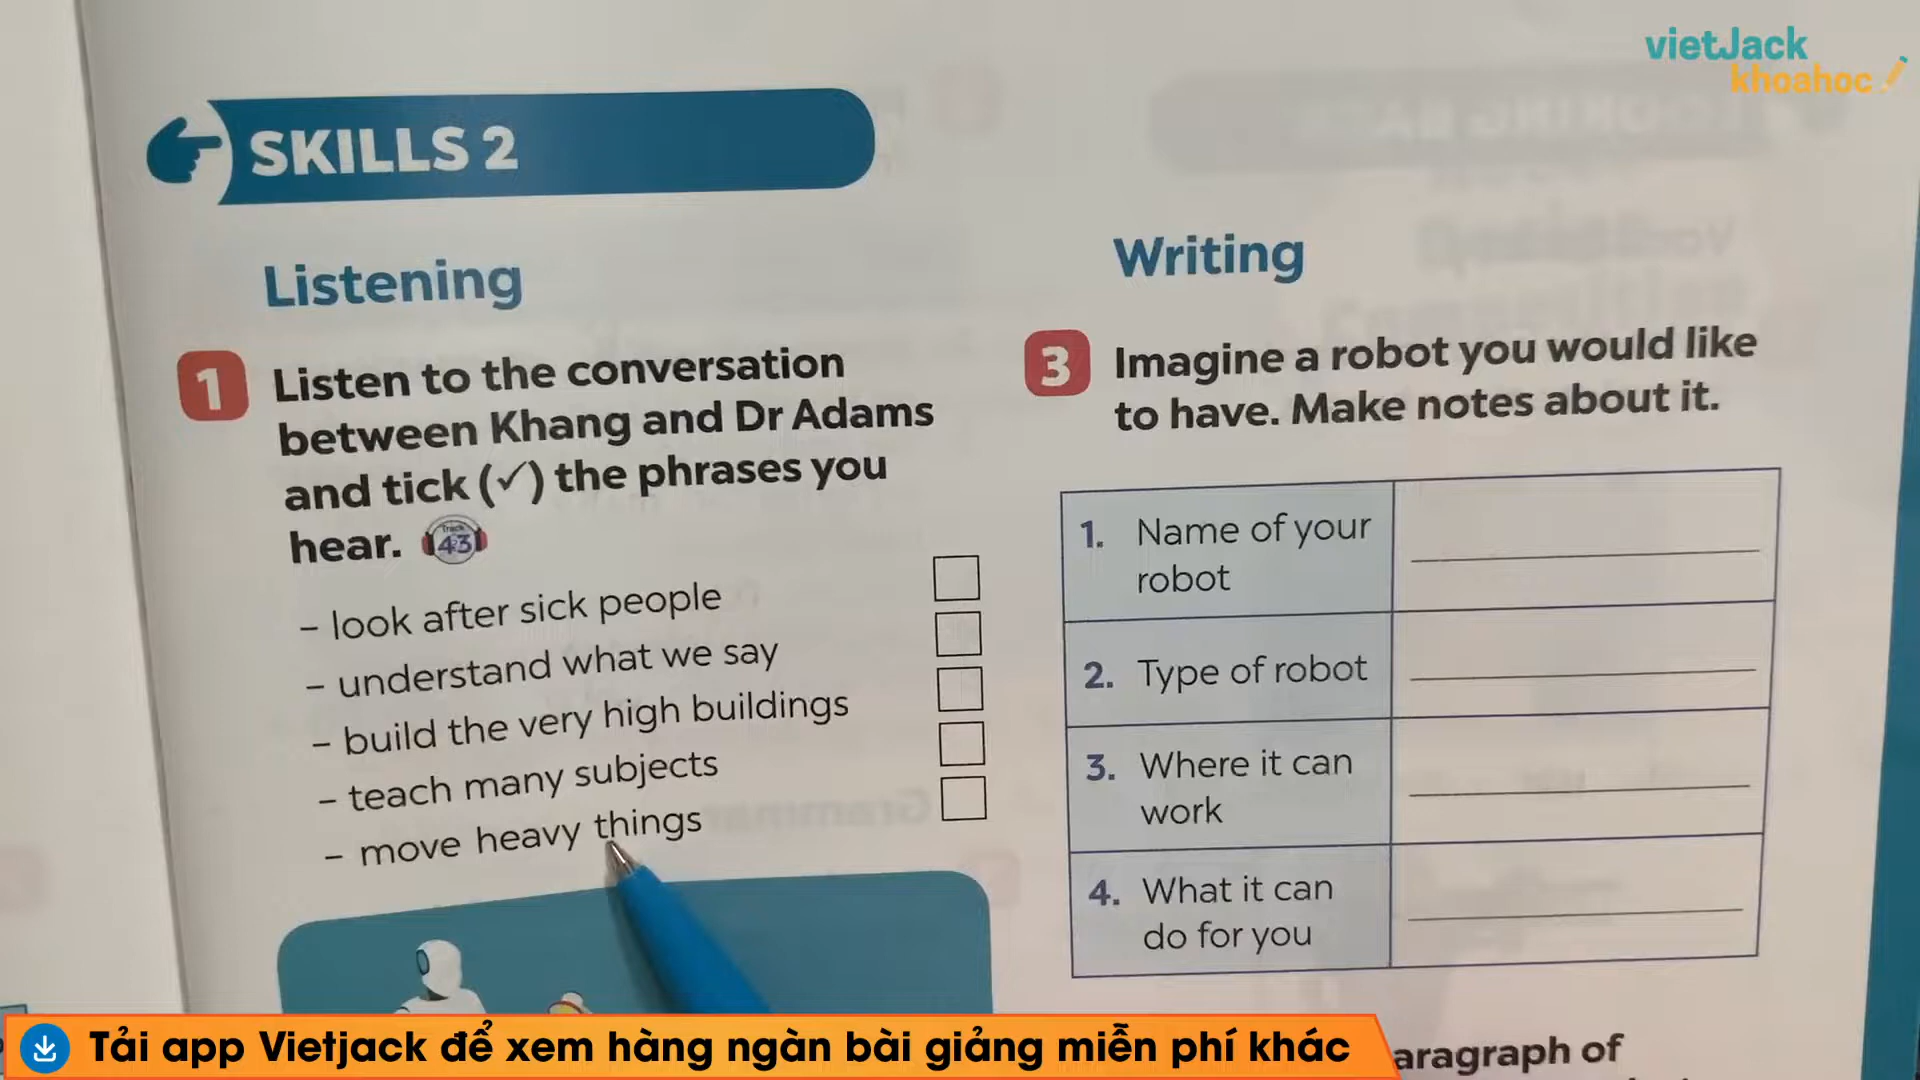 vietJack
khoahoc
SKILLS 2
Listening
1 Listen to the conversation
between Khang and Dr Adams
and tick (✓) the phrases you
hear. Track 43
– look after sick people
– understand what we say
– build the very high buildings
– teach many subjects
– move heavy things
Writing
3 Imagine a robot you would like
to have. Make notes about it.
1. Name of your
robot
2. Type of robot
3. Where it can
work
4. What it can
do for you
aragraph of
Tải app Vietjack để xem hàng ngàn bài giảng miễn phí khác